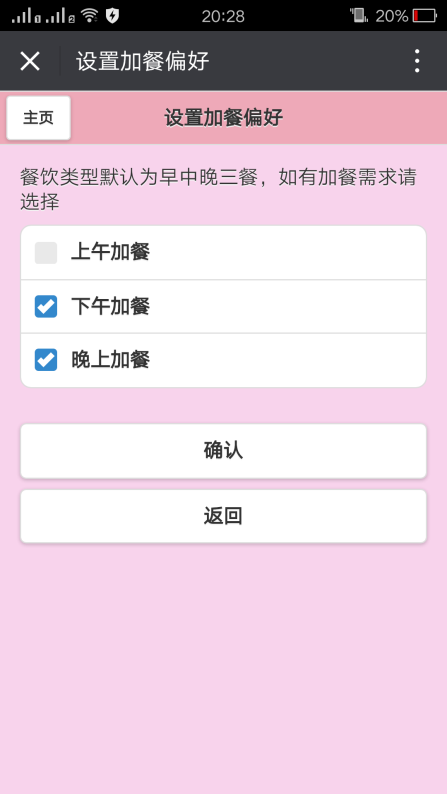 20:28
20%
设置加餐偏好
主页
设置加餐偏好
餐饮类型默认为早中晚三餐，如有加餐需求请
选择
上午加餐
下午加餐
晚上加餐
确认
返回